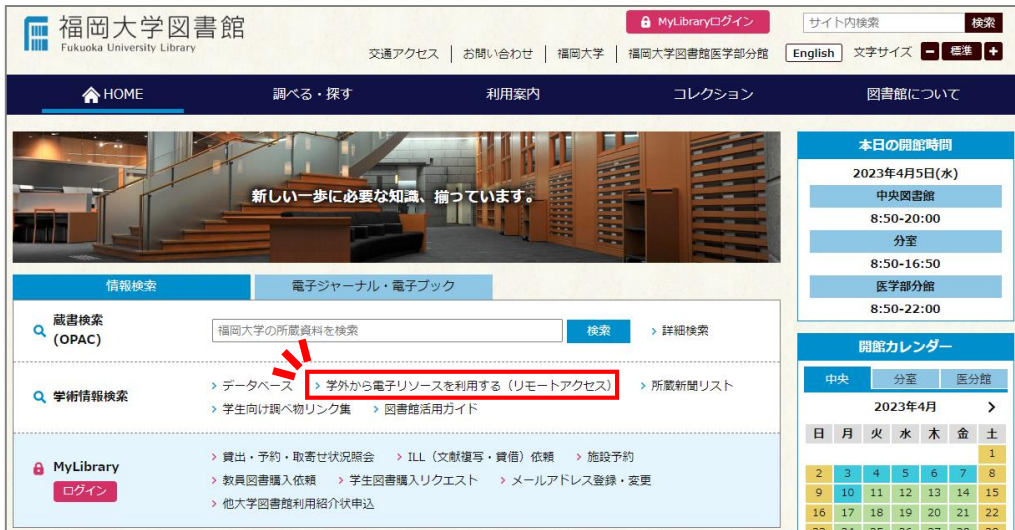 福岡大学図書館
Fukuoka University Library
MyLibraryログイン
サイト内検索
検索
交通アクセス
お問い合わせ
福岡大学
福岡大学図書館医学部分館
English
文字サイズ
標準
HOME
調べる・探す
利用案内
コレクション
図書館について
新しい一歩に必要な知識、揃っています。
情報検索
電子ジャーナル・電子ブック
蔵書検索
(OPAC)
福岡大学の所蔵資料を検索
検索
詳細検索
学術情報検索
データベース
学外から電子リソースを利用する（リモートアクセス）
所蔵新聞リスト
学生向け調べ物リンク集
図書館活用ガイド
MyLibrary
ログイン
貸出・予約・取寄せ状況照会
ILL（文献複写・貸借）依頼
施設予約
教員図書購入依頼
学生図書購入リクエスト
メールアドレス登録・変更
他大学図書館利用紹介状申込
本日の開館時間
2023年4月5日(水)
中央図書館
8:50-20:00
分室
8:50-16:50
医学部分館
8:50-22:00
開館カレンダー
中央
分室
医分館
2023年4月
日 月 火 水 木 金 土
1
2 3 4 5 6 7 8
9 10 11 12 13 14 15
16 17 18 19 20 21 22